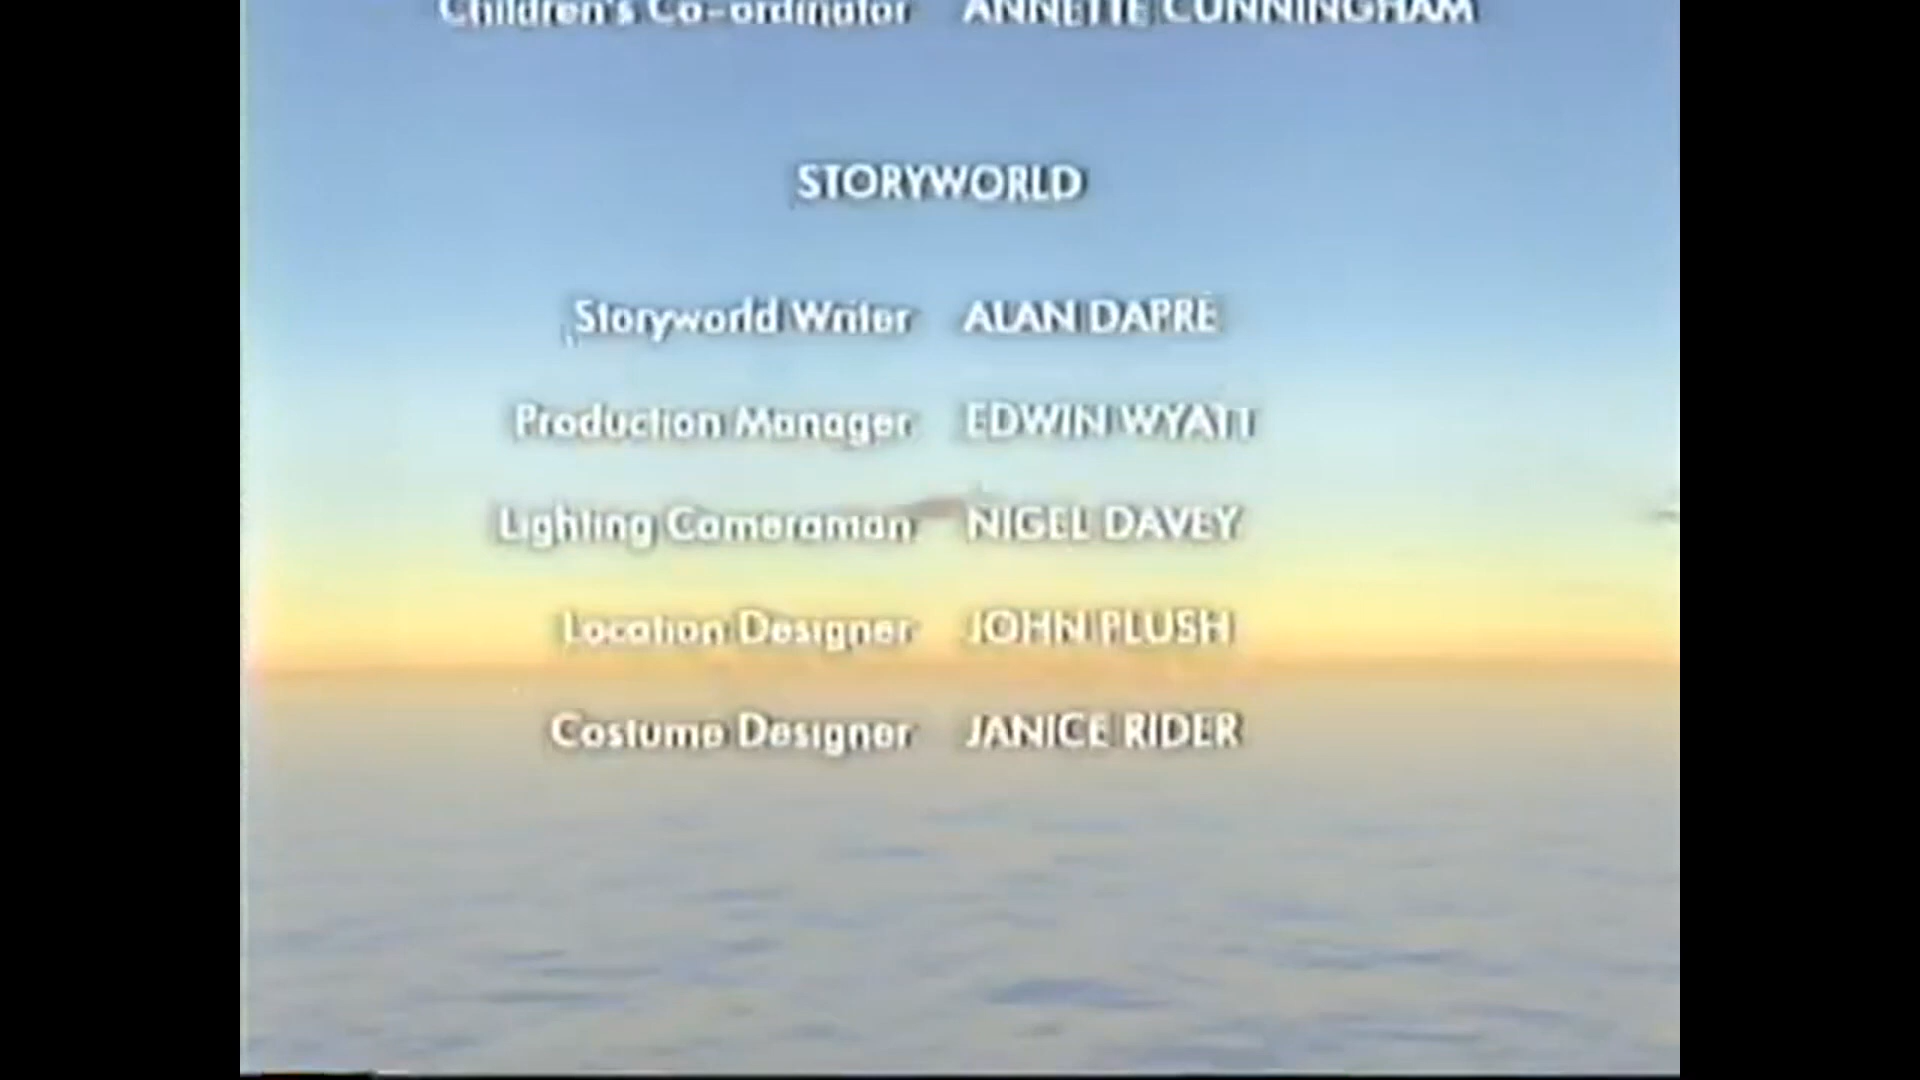 Children's Co-ordinator ANNETTE CUNNINGHAM
STORYWORLD
Storyworld Writer ALAN DAPRÉ
Production Manager EDWIN WYATT
Lighting Cameraman NIGEL DAVEY
Location Designer JOHN PLUSH
Costume Designer JANICE RIDER